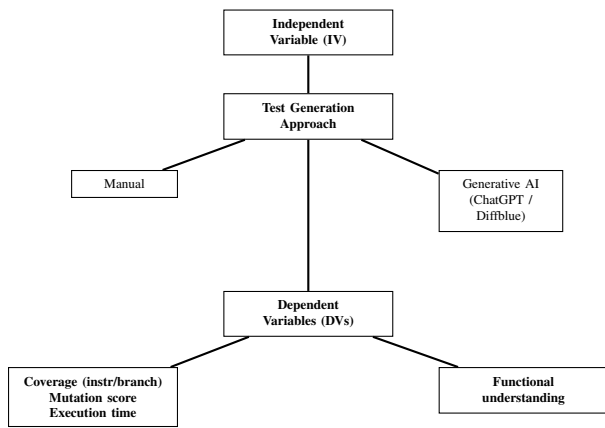 Independent
Variable (IV)
Test Generation
Approach
Manual
Generative AI
(ChatGPT /
Diffblue)
Dependent
Variables (DVs)
Coverage (instr/branch)
Mutation score
Execution time
Functional
understanding